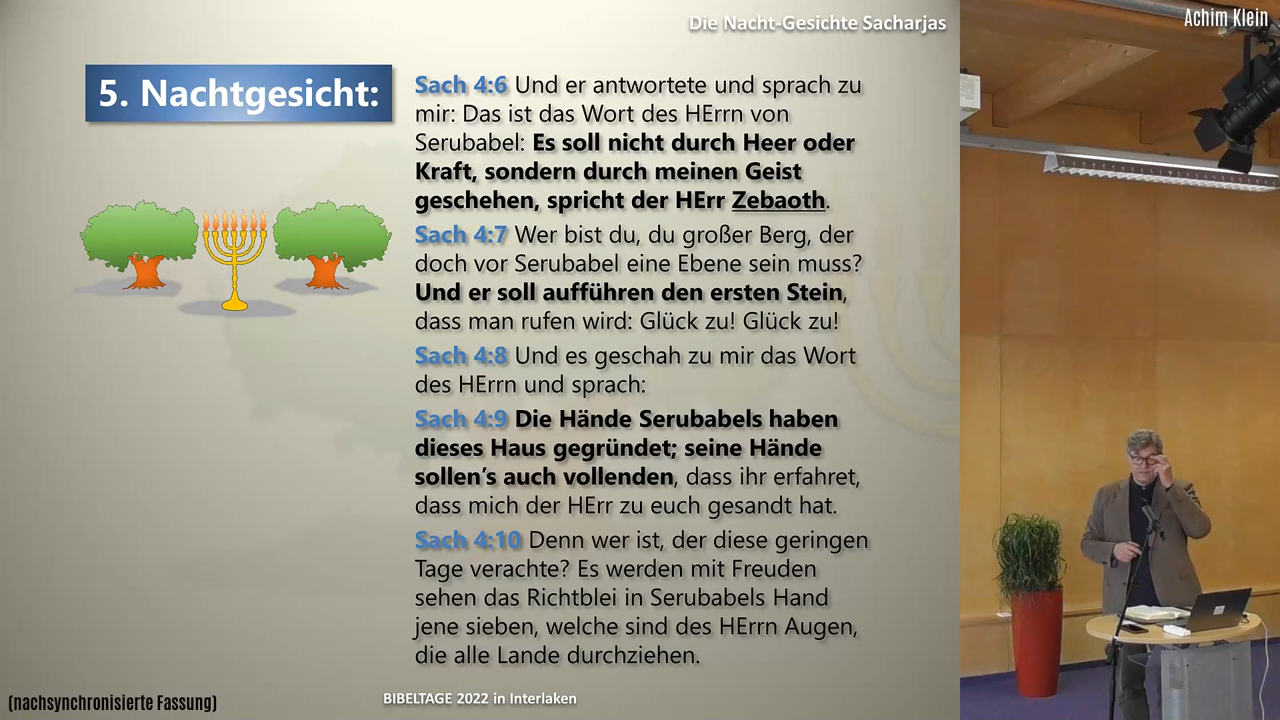 Die Nacht-Gesichte Sacharjas
Achim Klein
5. Nachtgesicht:
Sach 4:6 Und er antwortete und sprach zu
mir: Das ist das Wort des HErrn von
Serubabel: Es soll nicht durch Heer oder
Kraft, sondern durch meinen Geist
geschehen, spricht der HErr Zebaoth.
Sach 4:7 Wer bist du, du großer Berg, der
doch vor Serubabel eine Ebene sein muss?
Und er soll aufführen den ersten Stein,
dass man rufen wird: Glück zu! Glück zu!
Sach 4:8 Und es geschah zu mir das Wort
des HErrn und sprach:
Sach 4:9 Die Hände Serubabels haben
dieses Haus gegründet; seine Hände
sollen’s auch vollenden, dass ihr erfahret,
dass mich der HErr zu euch gesandt hat.
Sach 4:10 Denn wer ist, der diese geringen
Tage verachte? Es werden mit Freuden
sehen das Richtblei in Serubabels Hand
jene sieben, welche sind des HErrn Augen,
die alle Lande durchziehen.
(nachsynchronisierte Fassung)
BIBELTAGE 2022 in Interlaken